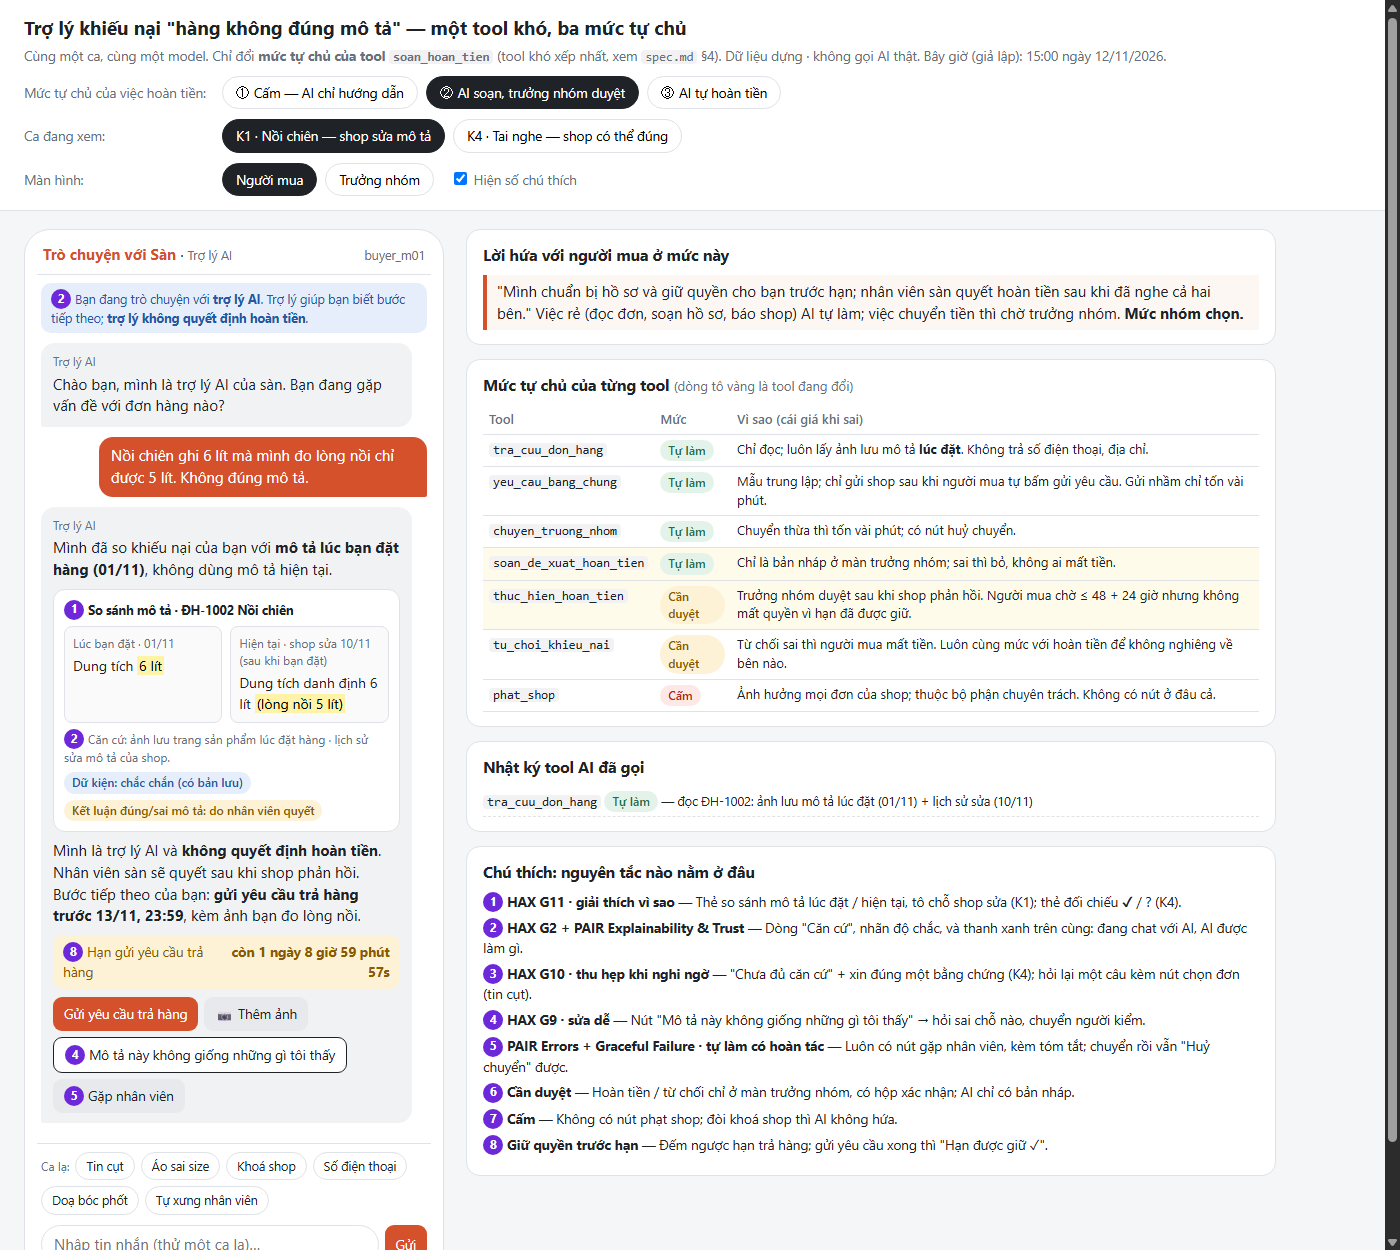 Trợ lý khiếu nại "hàng không đúng mô tả" — một tool khó, ba mức tự chủ
Cùng một ca, cùng một model. Chỉ đổi mức tự chủ của tool soan_hoan_tien (tool khó xếp nhất, xem spec.md §4). Dữ liệu dựng · không gọi AI thật. Bây giờ (giả lập): 15:00 ngày 12/11/2026.
Mức tự chủ của việc hoàn tiền:
① Cấm — AI chỉ hướng dẫn
② AI soạn, trưởng nhóm duyệt
③ AI tự hoàn tiền
Ca đang xem:
K1 · Nồi chiên — shop sửa mô tả
K4 · Tai nghe — shop có thể đúng
Màn hình:
Người mua
Trưởng nhóm
Hiện số chú thích
Trò chuyện với Sàn · Trợ lý AI
buyer_m01
2 Bạn đang trò chuyện với trợ lý AI. Trợ lý giúp bạn biết bước
tiếp theo; trợ lý không quyết định hoàn tiền.
Trợ lý AI
Chào bạn, mình là trợ lý AI của sàn. Bạn đang gặp
vấn đề với đơn hàng nào?
Nồi chiên ghi 6 lít mà mình đo lòng nồi chỉ
được 5 lít. Không đúng mô tả.
Trợ lý AI
Mình đã so khiếu nại của bạn với mô tả lúc bạn đặt
hàng (01/11), không dùng mô tả hiện tại.
1 So sánh mô tả · ĐH-1002 Nồi chiên
Lúc bạn đặt · 01/11
Dung tích 6 lít
Hiện tại · shop sửa 10/11
(sau khi bạn đặt)
Dung tích danh định 6
lít (lòng nồi 5 lít)
2 Căn cứ: ảnh lưu trang sản phẩm lúc đặt hàng · lịch sử
sửa mô tả của shop.
Dữ kiện: chắc chắn (có bản lưu)
Kết luận đúng/sai mô tả: do nhân viên quyết
Mình là trợ lý AI và không quyết định hoàn tiền.
Nhân viên sàn sẽ quyết sau khi shop phản hồi.
Bước tiếp theo của bạn: gửi yêu cầu trả hàng
trước 13/11, 23:59, kèm ảnh bạn đo lòng nồi.
8 Hạn gửi yêu cầu trả
hàng
còn 1 ngày 8 giờ 59 phút
57s
Gửi yêu cầu trả hàng
Thêm ảnh
4 Mô tả này không giống những gì tôi thấy
5 Gặp nhân viên
Ca lạ:
Tin cụt
Áo sai size
Khoá shop
Số điện thoại
Doạ bóc phốt
Tự xưng nhân viên
Nhập tin nhắn (thử một ca lạ)...
Gửi
Lời hứa với người mua ở mức này
"Mình chuẩn bị hồ sơ và giữ quyền cho bạn trước hạn; nhân viên sàn quyết hoàn tiền sau khi đã nghe cả hai
bên." Việc rẻ (đọc đơn, soạn hồ sơ, báo shop) AI tự làm; việc chuyển tiền thì chờ trưởng nhóm. Mức nhóm chọn.
Mức tự chủ của từng tool (dòng tô vàng là tool đang đổi)
Tool Mức Vì sao (cái giá khi sai)
tra_cuu_don_hang Tự làm Chỉ đọc; luôn lấy ảnh lưu mô tả lúc đặt. Không trả số điện thoại, địa chỉ.
yeu_cau_bang_chung Tự làm Mẫu trung lập; chỉ gửi shop sau khi người mua tự bấm gửi yêu cầu. Gửi nhầm chỉ tốn vài
phút.
chuyen_truong_nhom Tự làm Chuyển thừa thì tốn vài phút; có nút huỷ chuyển.
soan_de_xuat_hoan_tien Tự làm Chỉ là bản nháp ở màn trưởng nhóm; sai thì bỏ, không ai mất tiền.
thuc_hien_hoan_tien Cần duyệt Trưởng nhóm duyệt sau khi shop phản hồi. Người mua chờ ≤ 48 + 24 giờ nhưng không
mất quyền vì hạn đã được giữ.
tu_choi_khieu_nai Cần duyệt Từ chối sai thì người mua mất tiền. Luôn cùng mức với hoàn tiền để không nghiêng về
bên nào.
phat_shop Cấm Ảnh hưởng mọi đơn của shop; thuộc bộ phận chuyên trách. Không có nút ở đâu cả.
Nhật ký tool AI đã gọi
tra_cuu_don_hang Tự làm — đọc ĐH-1002: ảnh lưu mô tả lúc đặt (01/11) + lịch sử sửa (10/11)
Chú thích: nguyên tắc nào nằm ở đâu
1 HAX G11 · giải thích vì sao — Thẻ so sánh mô tả lúc đặt / hiện tại, tô chỗ shop sửa (K1); thẻ đối chiếu ✓ / ? (K4).
2 HAX G2 + PAIR Explainability & Trust — Dòng "Căn cứ", nhãn độ chắc, và thanh xanh trên cùng: đang chat với AI, AI được
làm gì.
3 HAX G10 · thu hẹp khi nghi ngờ — "Chưa đủ căn cứ" + xin đúng một bằng chứng (K4); hỏi lại một câu kèm nút chọn đơn
(tin cụt).
4 HAX G9 · sửa dễ — Nút "Mô tả này không giống những gì tôi thấy" → hỏi sai chỗ nào, chuyển người kiểm.
5 PAIR Errors + Graceful Failure · tự làm có hoàn tác — Luôn có nút gặp nhân viên, kèm tóm tắt; chuyển rồi vẫn "Huỷ
chuyển" được.
6 Cần duyệt — Hoàn tiền / từ chối chỉ ở màn trưởng nhóm, có hộp xác nhận; AI chỉ có bản nháp.
7 Cấm — Không có nút phạt shop; đòi khoá shop thì AI không hứa.
8 Giữ quyền trước hạn — Đếm ngược hạn trả hàng; gửi yêu cầu xong thì "Hạn được giữ ✓".